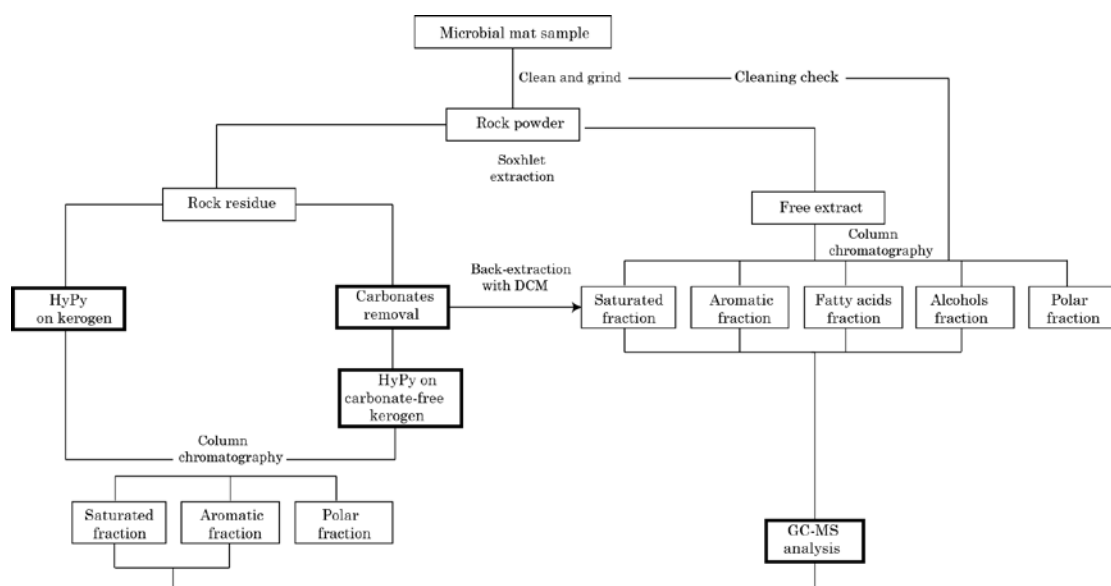 Microbial mat sample
Clean and grind
Cleaning check
Rock powder
Soxhlet
extraction
Rock residue
Free extract
Column
chromatography
Back-extraction
with DCM
HyPy
on kerogen
Carbonates
removal
Saturated
fraction
Aromatic
fraction
Fatty acids
fraction
Alcohols
fraction
Polar
fraction
HyPy on
carbonate-free
kerogen
Column
chromatography
Saturated
fraction
Aromatic
fraction
Polar
fraction
GC-MS
analysis